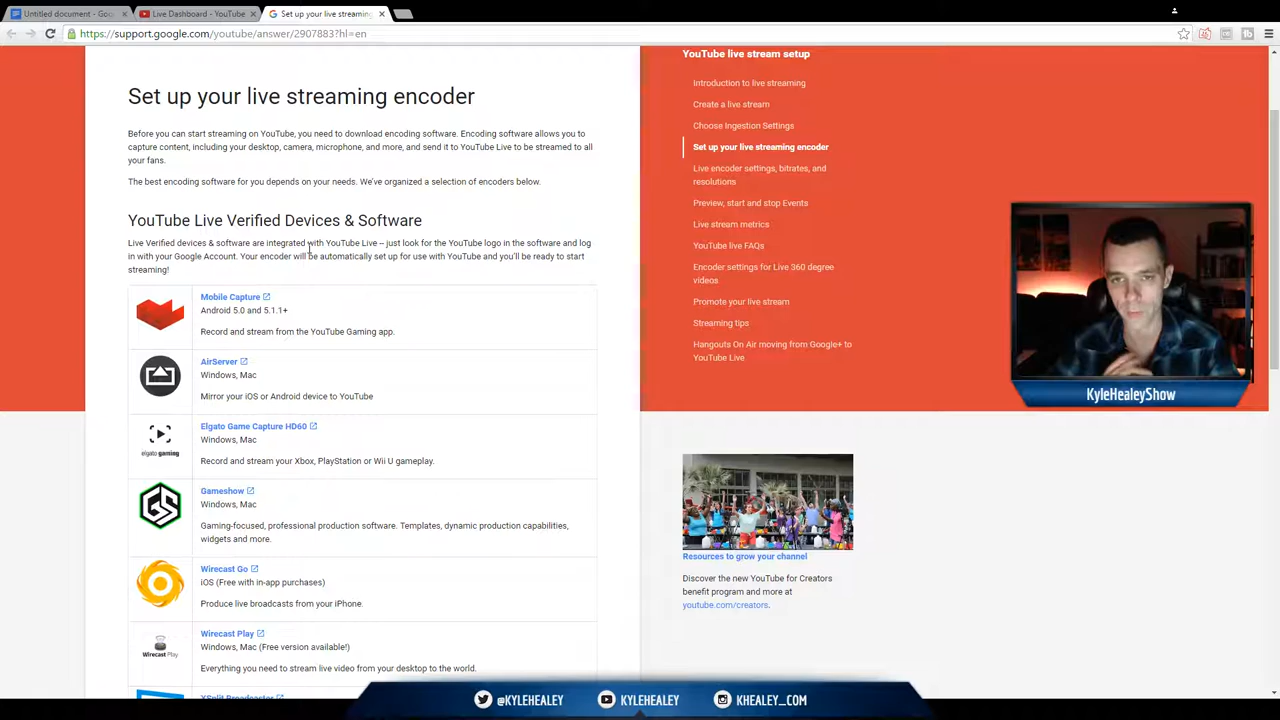 Untitled document - Goo
Live Dashboard - YouTube
Set up your live streaming
https://support.google.com/youtube/answer/2907883?hl=en
Set up your live streaming encoder
Before you can start streaming on YouTube, you need to download encoding software. Encoding software allows you to
capture content, including your desktop, camera, microphone, and more, and send it to YouTube Live to be streamed to all
your fans.
The best encoding software for you depends on your needs. We've organized a selection of encoders below.
YouTube Live Verified Devices & Software
Live Verified devices & software are integrated with YouTube Live – just look for the YouTube logo in the software and log
in with your Google Account. Your encoder will be automatically set up for use with YouTube and you'll be ready to start
streaming!
Mobile Capture
Android 5.0 and 5.1.1+
Record and stream from the YouTube Gaming app.
AirServer
Windows, Mac
Mirror your iOS or Android device to YouTube
elgato gaming
Elgato Game Capture HD60
Windows, Mac
Record and stream your Xbox, PlayStation or Wii U gameplay.
GS
Gameshow
Windows, Mac
Gaming-focused, professional production software. Templates, dynamic production capabilities,
widgets and more.
Wirecast Go
iOS (Free with in-app purchases)
Produce live broadcasts from your iPhone.
Wirecast Play
Wirecast Play
Windows, Mac (Free version available!)
Everything you need to stream live video from your desktop to the world.
XSplit Broadcaster
YouTube live stream setup
Introduction to live streaming
Create a live stream
Choose Ingestion Settings
Set up your live streaming encoder
Live encoder settings, bitrates, and
resolutions
Preview, start and stop Events
Live stream metrics
YouTube live FAQs
Encoder settings for Live 360 degree
videos
Promote your live stream
Streaming tips
Hangouts On Air moving from Google+ to
YouTube Live
Resources to grow your channel
Discover the new YouTube for Creators
benefit program and more at
youtube.com/creators.
KyleHealeyShow
@KYLEHEALEY
KYLEHEALEY
KHEALEY_COM